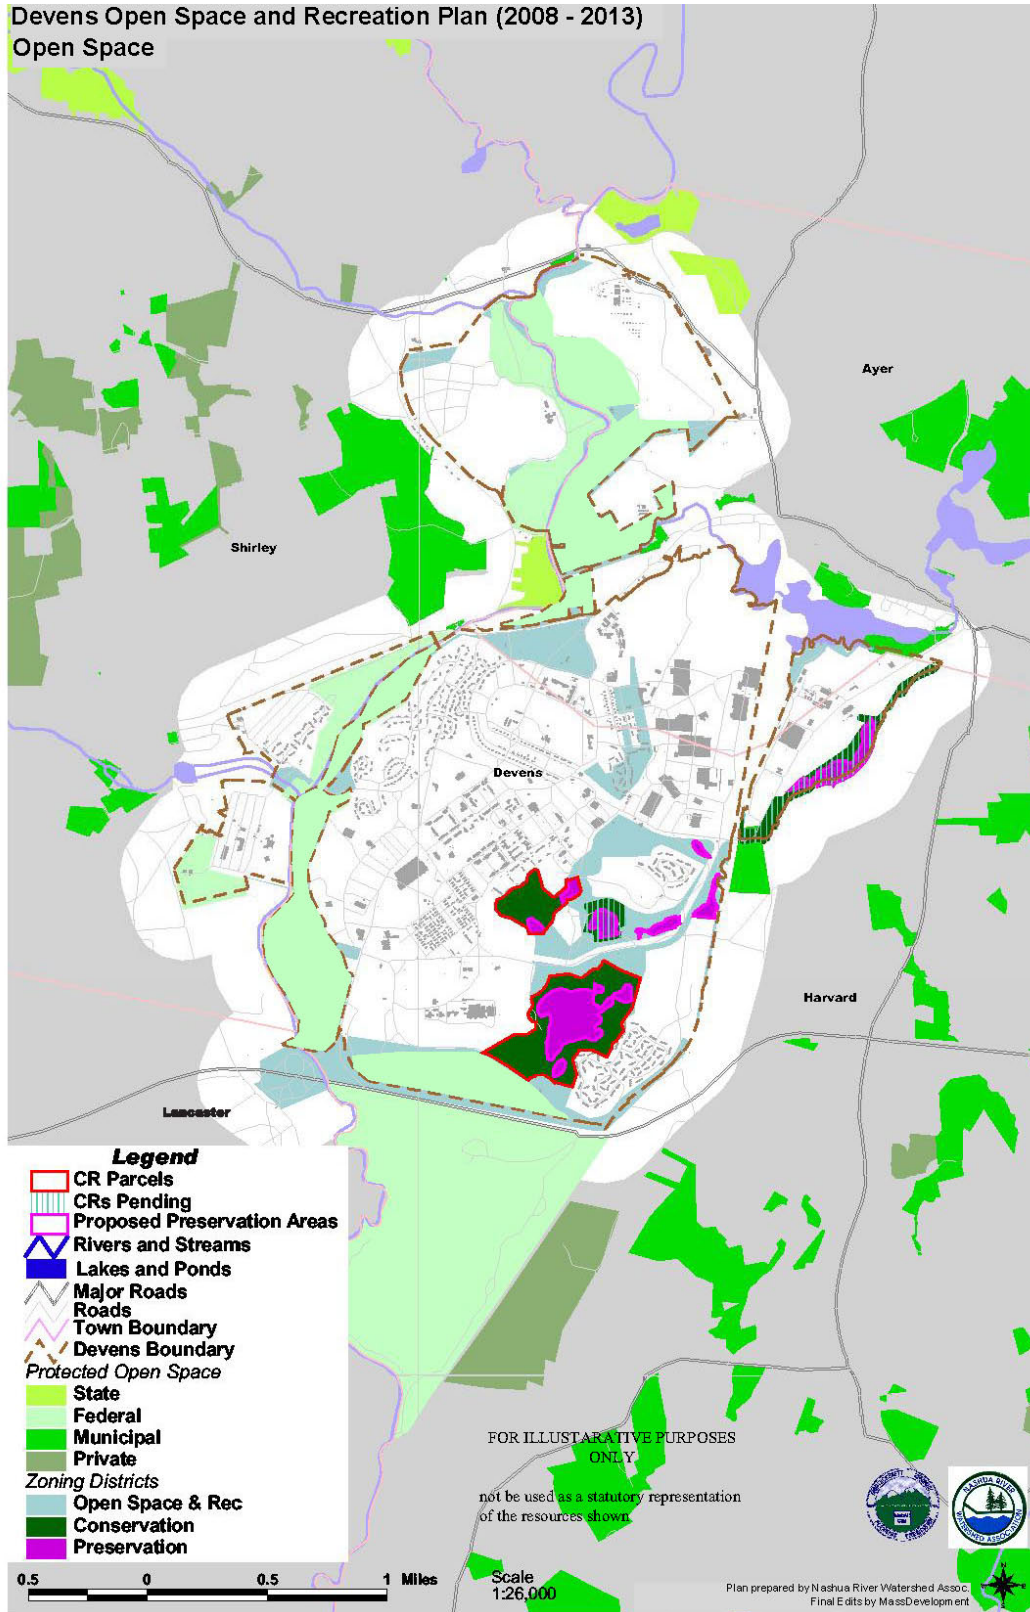 Devens Open Space and Recreation Plan (2008 - 2013)
Open Space
Ayer
Shirley
Devens
Harvard
Lancaster
Legend
CR Parcels
CRs Pending
Proposed Preservation Areas
Rivers and Streams
Lakes and Ponds
Major Roads
Roads
Town Boundary
Devens Boundary
Protected Open Space
State
Federal
Municipal
Private
Zoning Districts
Open Space & Rec
Conservation
Preservation
FOR ILLUSTARATIVE PURPOSES
ONLY
not be used as a statutory representation
of the resources shown
NASHUA RIVER
WATERSHED ASSOCIATION
0.5 0 0.5 1 Miles
Scale
1:26,000
N
Plan prepared by Nashua River Watershed Assoc.
Final Edits by MassDevelopment